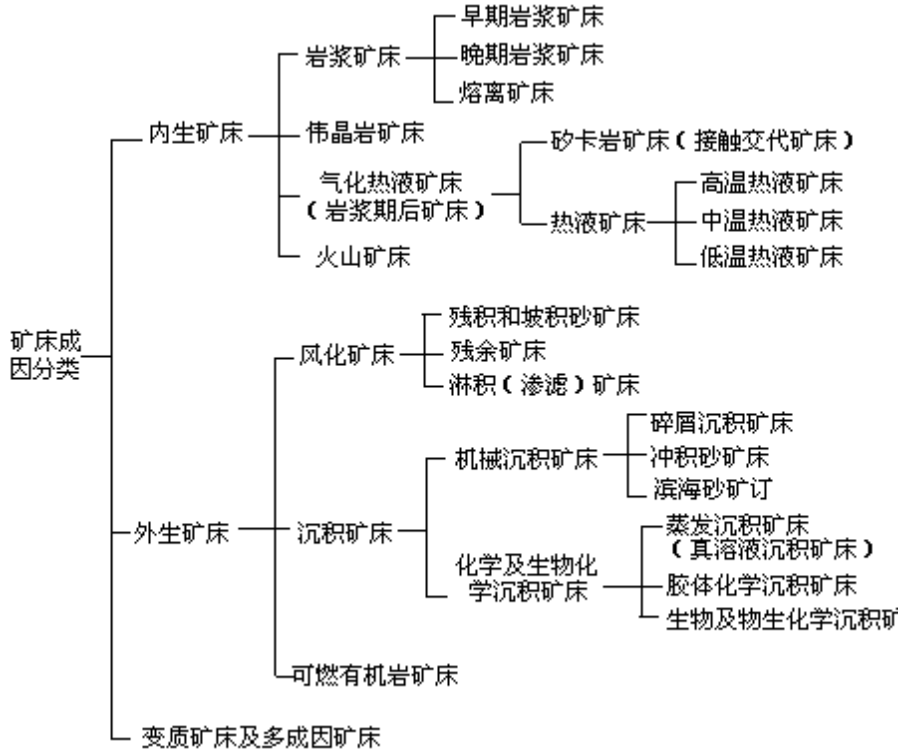 早期岩浆矿床
岩浆矿床
晚期岩浆矿床
熔离矿床
内生矿床
伟晶岩矿床
矽卡岩矿床(接触交代矿床)
气化热液矿床
(岩浆期后矿床)
高温热液矿床
热液矿床
中温热液矿床
火山矿床
低温热液矿床
矿床成
因分类
残积和坡积砂矿床
风化矿床
残余矿床
淋积(渗滤)矿床
碎屑沉积矿床
机械沉积矿床
冲积砂矿床
滨海砂矿订
外生矿床
沉积矿床
蒸发沉积矿床
(真溶液沉积矿床)
化学及生物化
学沉积矿床
胶体化学沉积矿床
生物及物生化学沉积矿
可燃有机岩矿床
变质矿床及多成因矿床